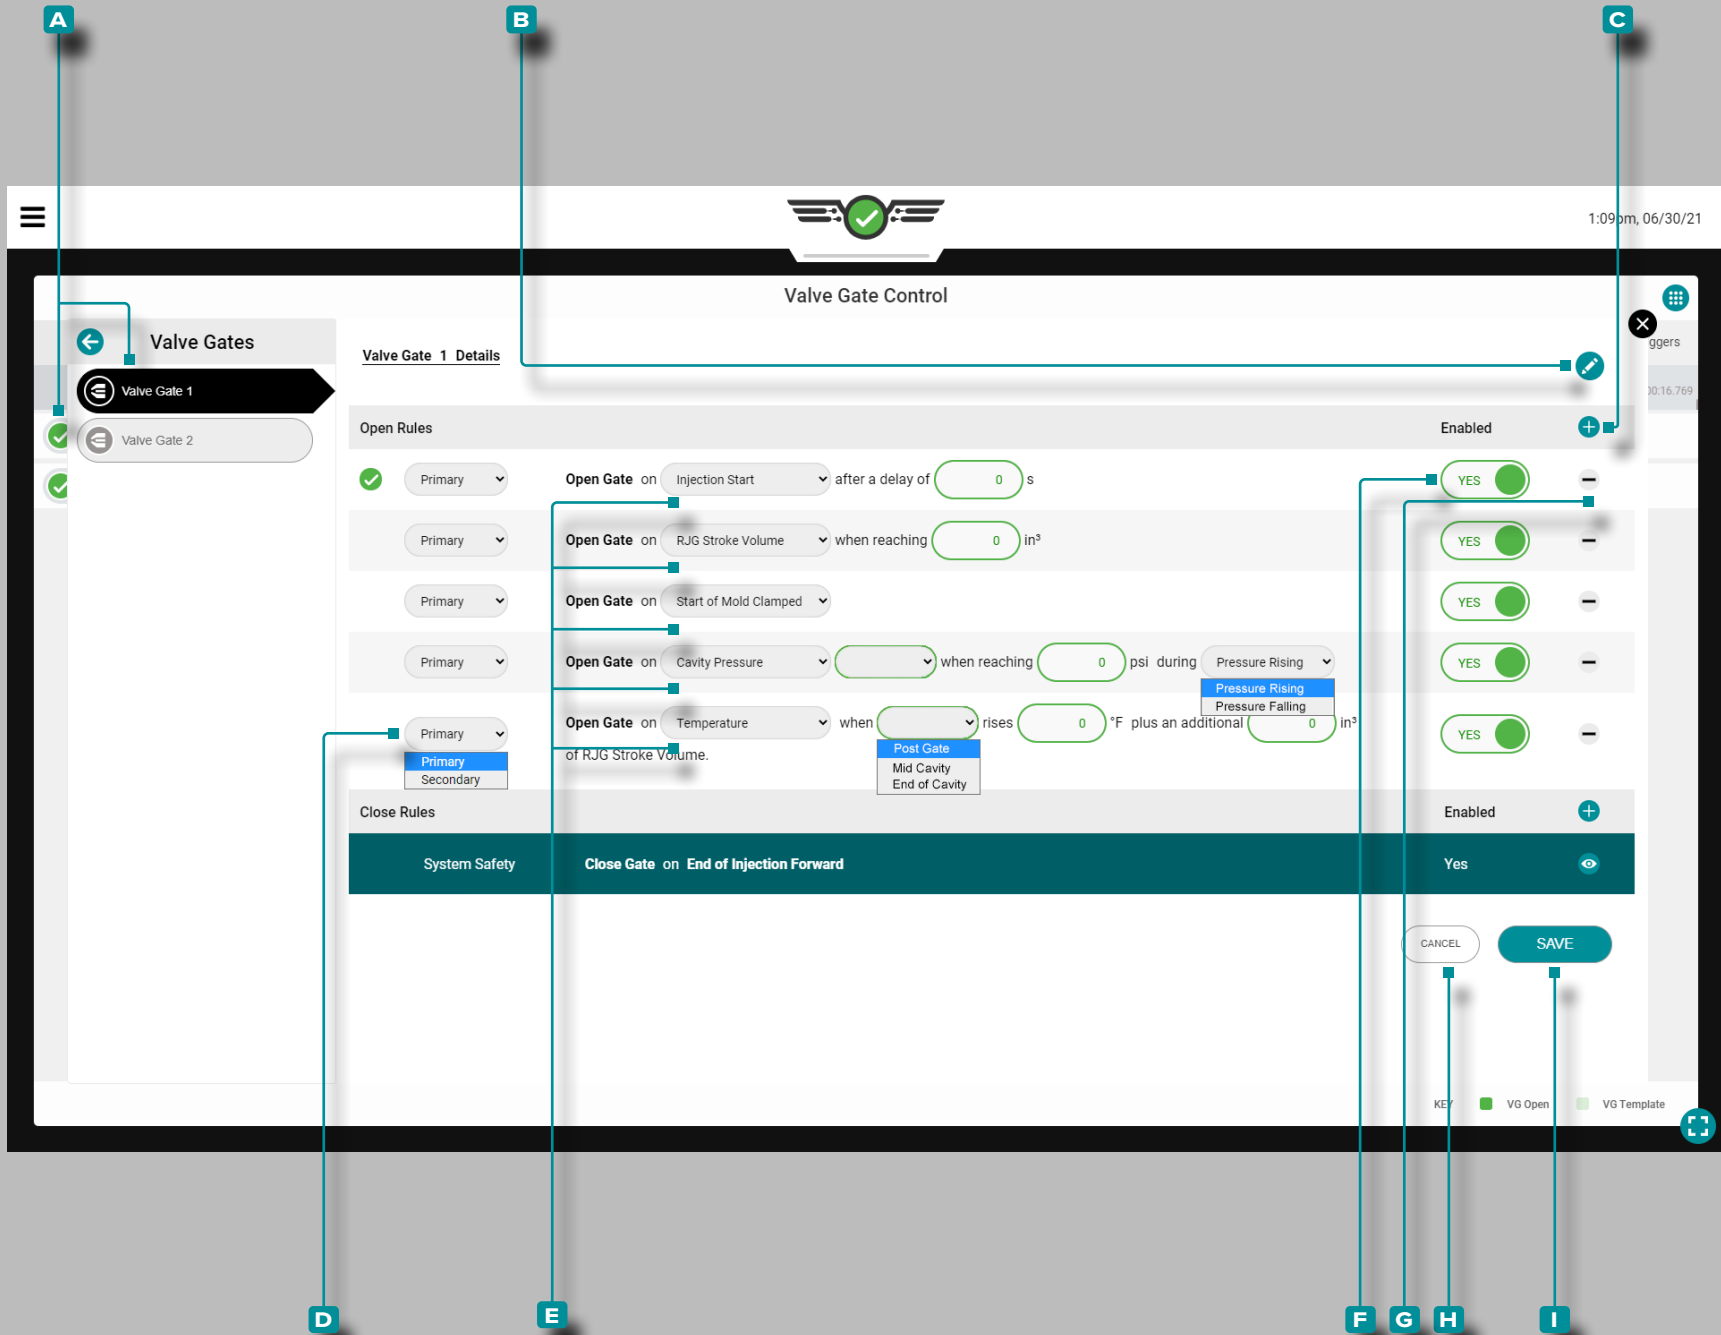 A
B
C
1:09pm, 06/30/21
Valve Gate Control
Valve Gates
ggers
Valve Gate 1 Details
Valve Gate 1
00:16.769
Open Rules Enabled
Valve Gate 2
Primary Open Gate on Injection Start after a delay of 0 s YES
Primary Open Gate on RJG Stroke Volume when reaching 0 in³ YES
Primary Open Gate on Start of Mold Clamped YES
Primary Open Gate on Cavity Pressure when reaching 0 psi during Pressure Rising YES
Pressure Rising
Pressure Falling
Primary Open Gate on Temperature when rises 0 °F plus an additional 0 in³ YES
of RJG Stroke Volume.
Primary
Secondary
Post Gate
Mid Cavity
End of Cavity
Close Rules Enabled
System Safety Close Gate on End of Injection Forward Yes
CANCEL SAVE
KEY VG Open VG Template
D
E
F
G
H
I